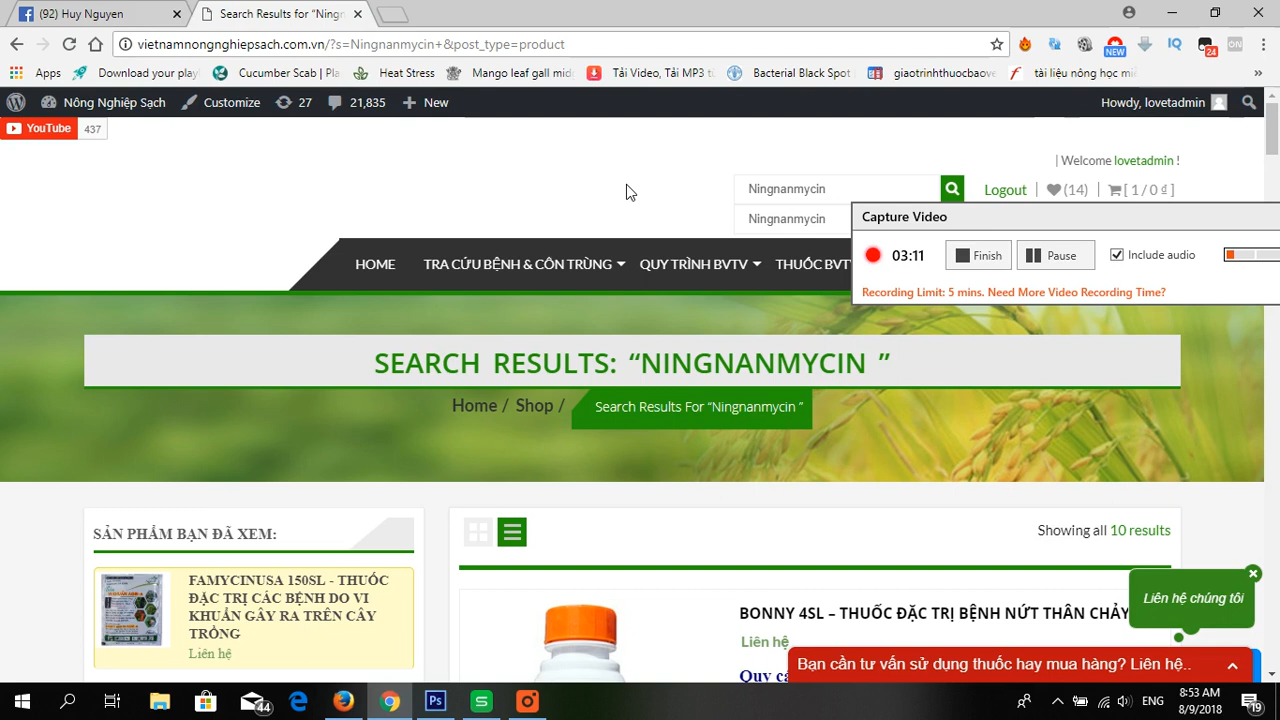 (92) Huy Nguyen
Search Results for "Ningn
vietnamnongnghiepsach.com.vn/?s=Ningnanmycin+&post_type=product
NEW
IQ
24
ON
Apps
Download your playlis
Cucumber Scab, Pla
Heat Stress
Mango leaf gall mid
Tải Video, Tải MP3 t
Bacterial Black Spot
giaotrinhthuocbaove
tài liệu nông học mi
Nông Nghiệp Sạch
Customize
27
21,835
New
Howdy, lovetadmin
YouTube
437
| Welcome lovetadmin !
Ningnanmycin
Logout
(14)
[ 1 / 0 đ ]
Ningnanmycin
Capture Video
03:11
Finish
Pause
Include audio
Recording Limit: 5 mins. Need More Video Recording Time?
HOME
TRA CỨU BỆNH & CÔN TRÙNG
QUY TRÌNH BVTV
THUỐC BVTV
SEARCH RESULTS: “NINGNANMYCIN ”
Home / Shop /
Search Results For “Ningnanmycin ”
SẢN PHẨM BẠN ĐÃ XEM:
FAMYCINUSA 150SL - THUỐC
ĐẶC TRỊ CÁC BỆNH DO VI
KHUẨN GÂY RA TRÊN CÂY
TRỒNG
Liên hệ
Showing all 10 results
BONNY 4SL – THUỐC ĐẶC TRỊ BỆNH NỨT THÂN CHẢY
Liên hệ
Quy cá
Liên hệ chúng tôi
Bạn cần tư vấn sử dụng thuốc hay mua hàng? Liên hệ..
44
ENG
8:53 AM
8/9/2018
19